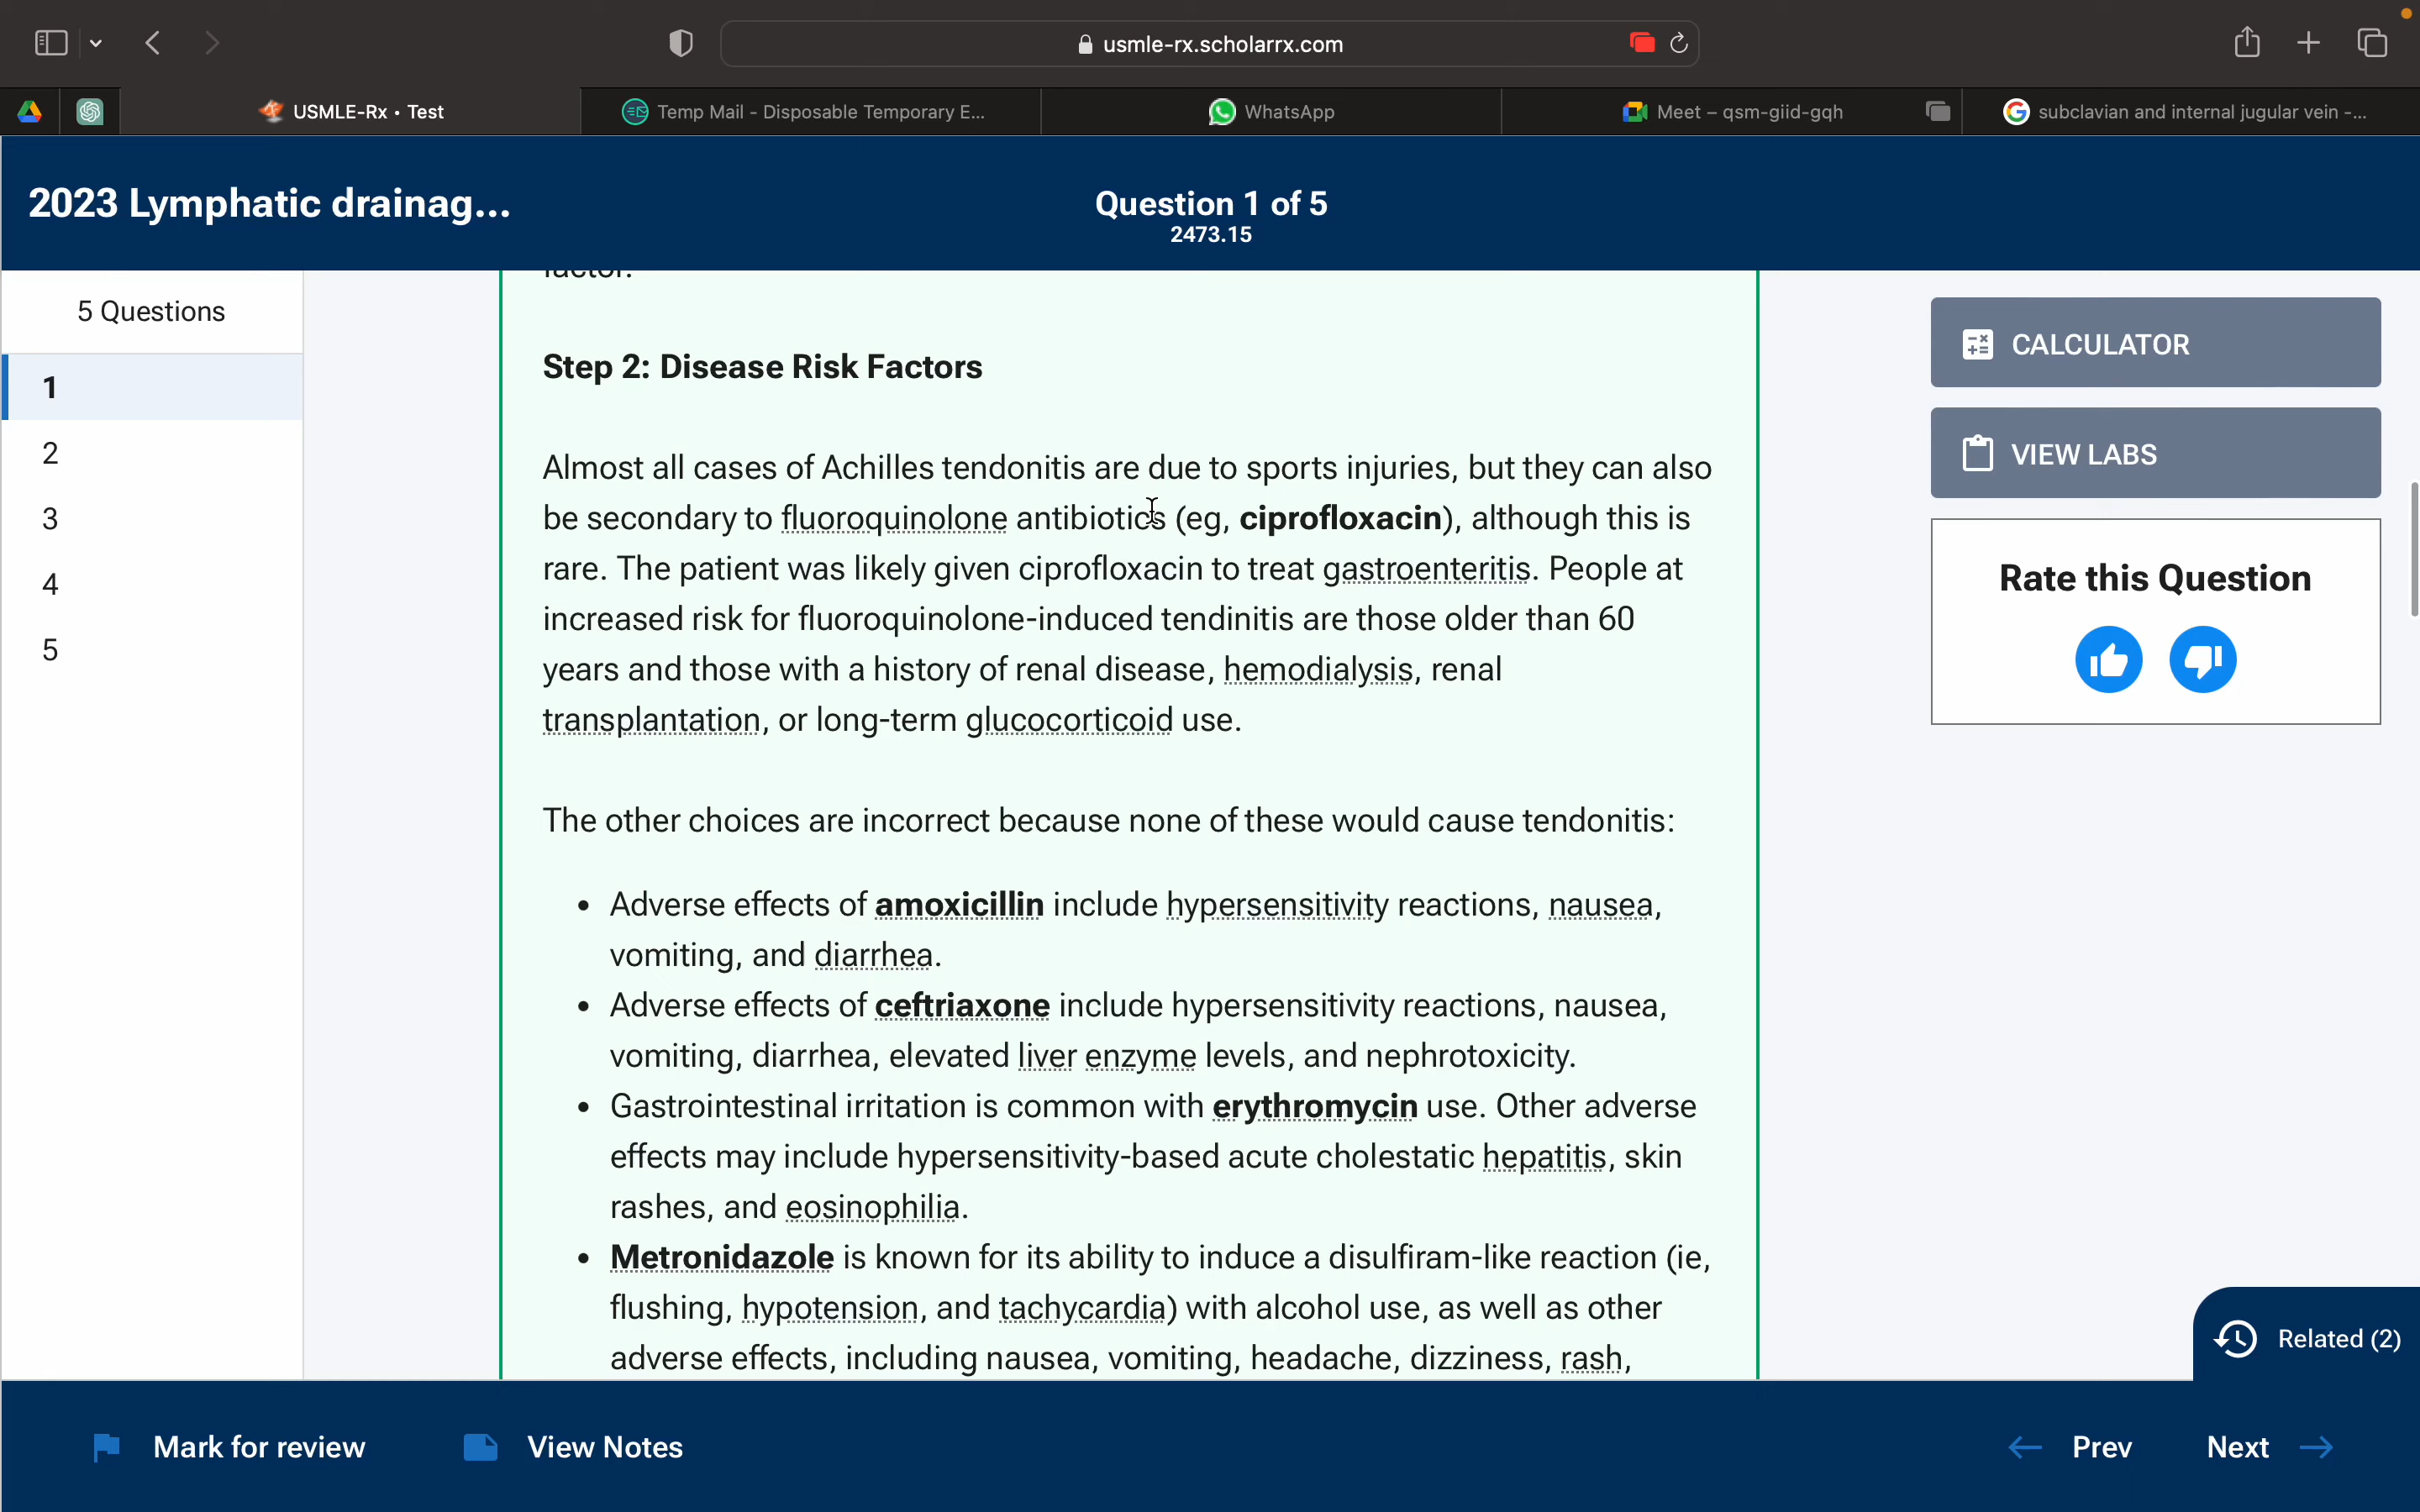 usmle-rx.scholarrx.com
USMLE-Rx • Test
Temp Mail - Disposable Temporary E...
WhatsApp
Meet – qsm-giid-gqh
subclavian and internal jugular vein -...
2023 Lymphatic drainag...
Question 1 of 5
2473.15
5 Questions
1
2
3
4
5
factor.
Step 2: Disease Risk Factors
Almost all cases of Achilles tendonitis are due to sports injuries, but they can also
be secondary to fluoroquinolone antibiotics (eg, ciprofloxacin), although this is
rare. The patient was likely given ciprofloxacin to treat gastroenteritis. People at
increased risk for fluoroquinolone-induced tendinitis are those older than 60
years and those with a history of renal disease, hemodialysis, renal
transplantation, or long-term glucocorticoid use.
The other choices are incorrect because none of these would cause tendonitis:
• Adverse effects of amoxicillin include hypersensitivity reactions, nausea,
vomiting, and diarrhea.
• Adverse effects of ceftriaxone include hypersensitivity reactions, nausea,
vomiting, diarrhea, elevated liver enzyme levels, and nephrotoxicity.
• Gastrointestinal irritation is common with erythromycin use. Other adverse
effects may include hypersensitivity-based acute cholestatic hepatitis, skin
rashes, and eosinophilia.
• Metronidazole is known for its ability to induce a disulfiram-like reaction (ie,
flushing, hypotension, and tachycardia) with alcohol use, as well as other
adverse effects, including nausea, vomiting, headache, dizziness, rash,
CALCULATOR
VIEW LABS
Rate this Question
Related (2)
Mark for review
View Notes
Prev
Next